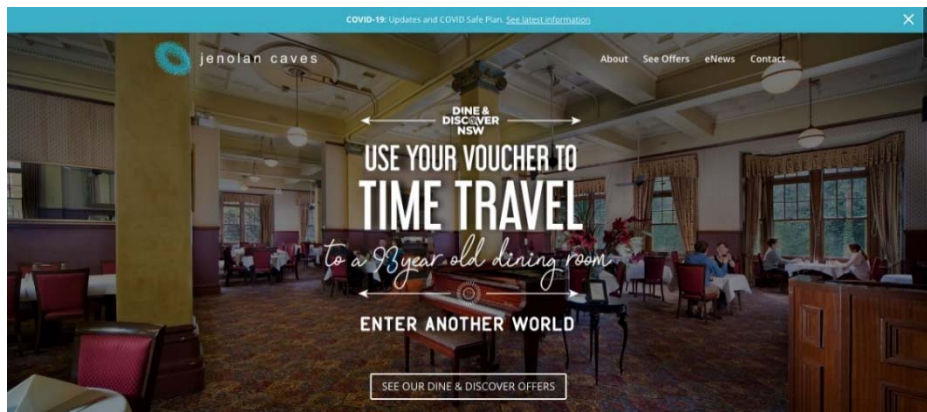 COVID-19: Updates and COVID Safe Plan. See latest information
jenolan caves
About See Offers eNews Contact
DINE &
DISCOVER
NSW
USE YOUR VOUCHER TO
TIME TRAVEL
to a 93 year old dining room
ENTER ANOTHER WORLD
SEE OUR DINE & DISCOVER OFFERS